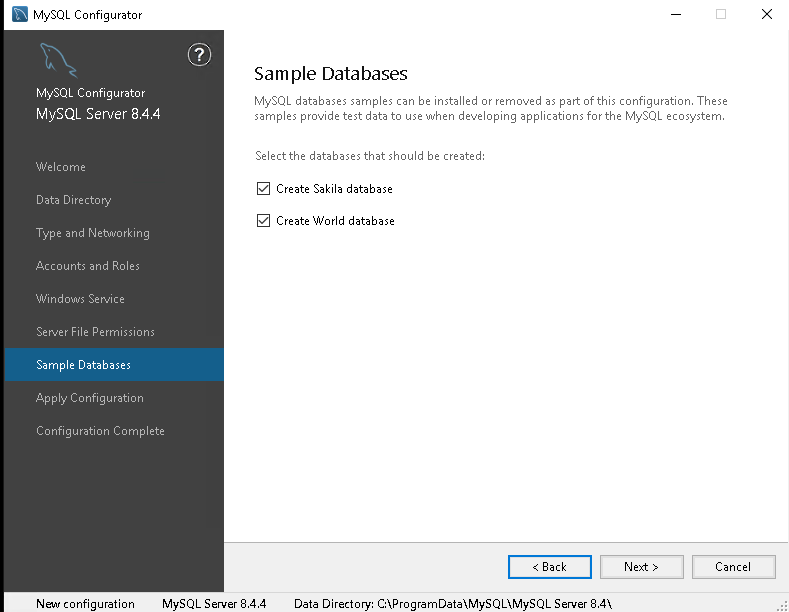 MySQL Configurator
?
MySQL Configurator
MySQL Server 8.4.4
Welcome
Data Directory
Type and Networking
Accounts and Roles
Windows Service
Server File Permissions
Sample Databases
Apply Configuration
Configuration Complete
Sample Databases
MySQL databases samples can be installed or removed as part of this configuration. These
samples provide test data to use when developing applications for the MySQL ecosystem.
Select the databases that should be created:
Create Sakila database
Create World database
< Back
Next >
Cancel
New configuration MySQL Server 8.4.4 Data Directory: C:\ProgramData\MySQL\MySQL Server 8.4\